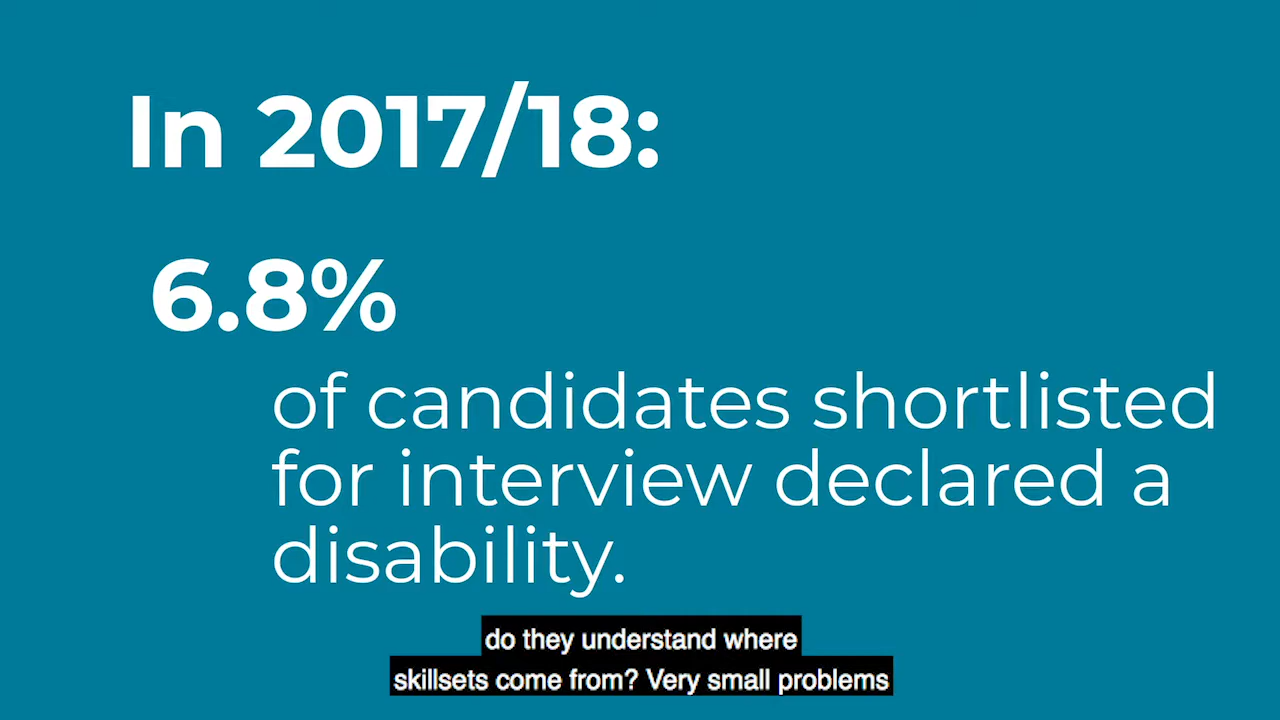 In 2017/18:
6.8%
of candidates shortlisted
for interview declared a
disability.
do they understand where
skillsets come from? Very small problems